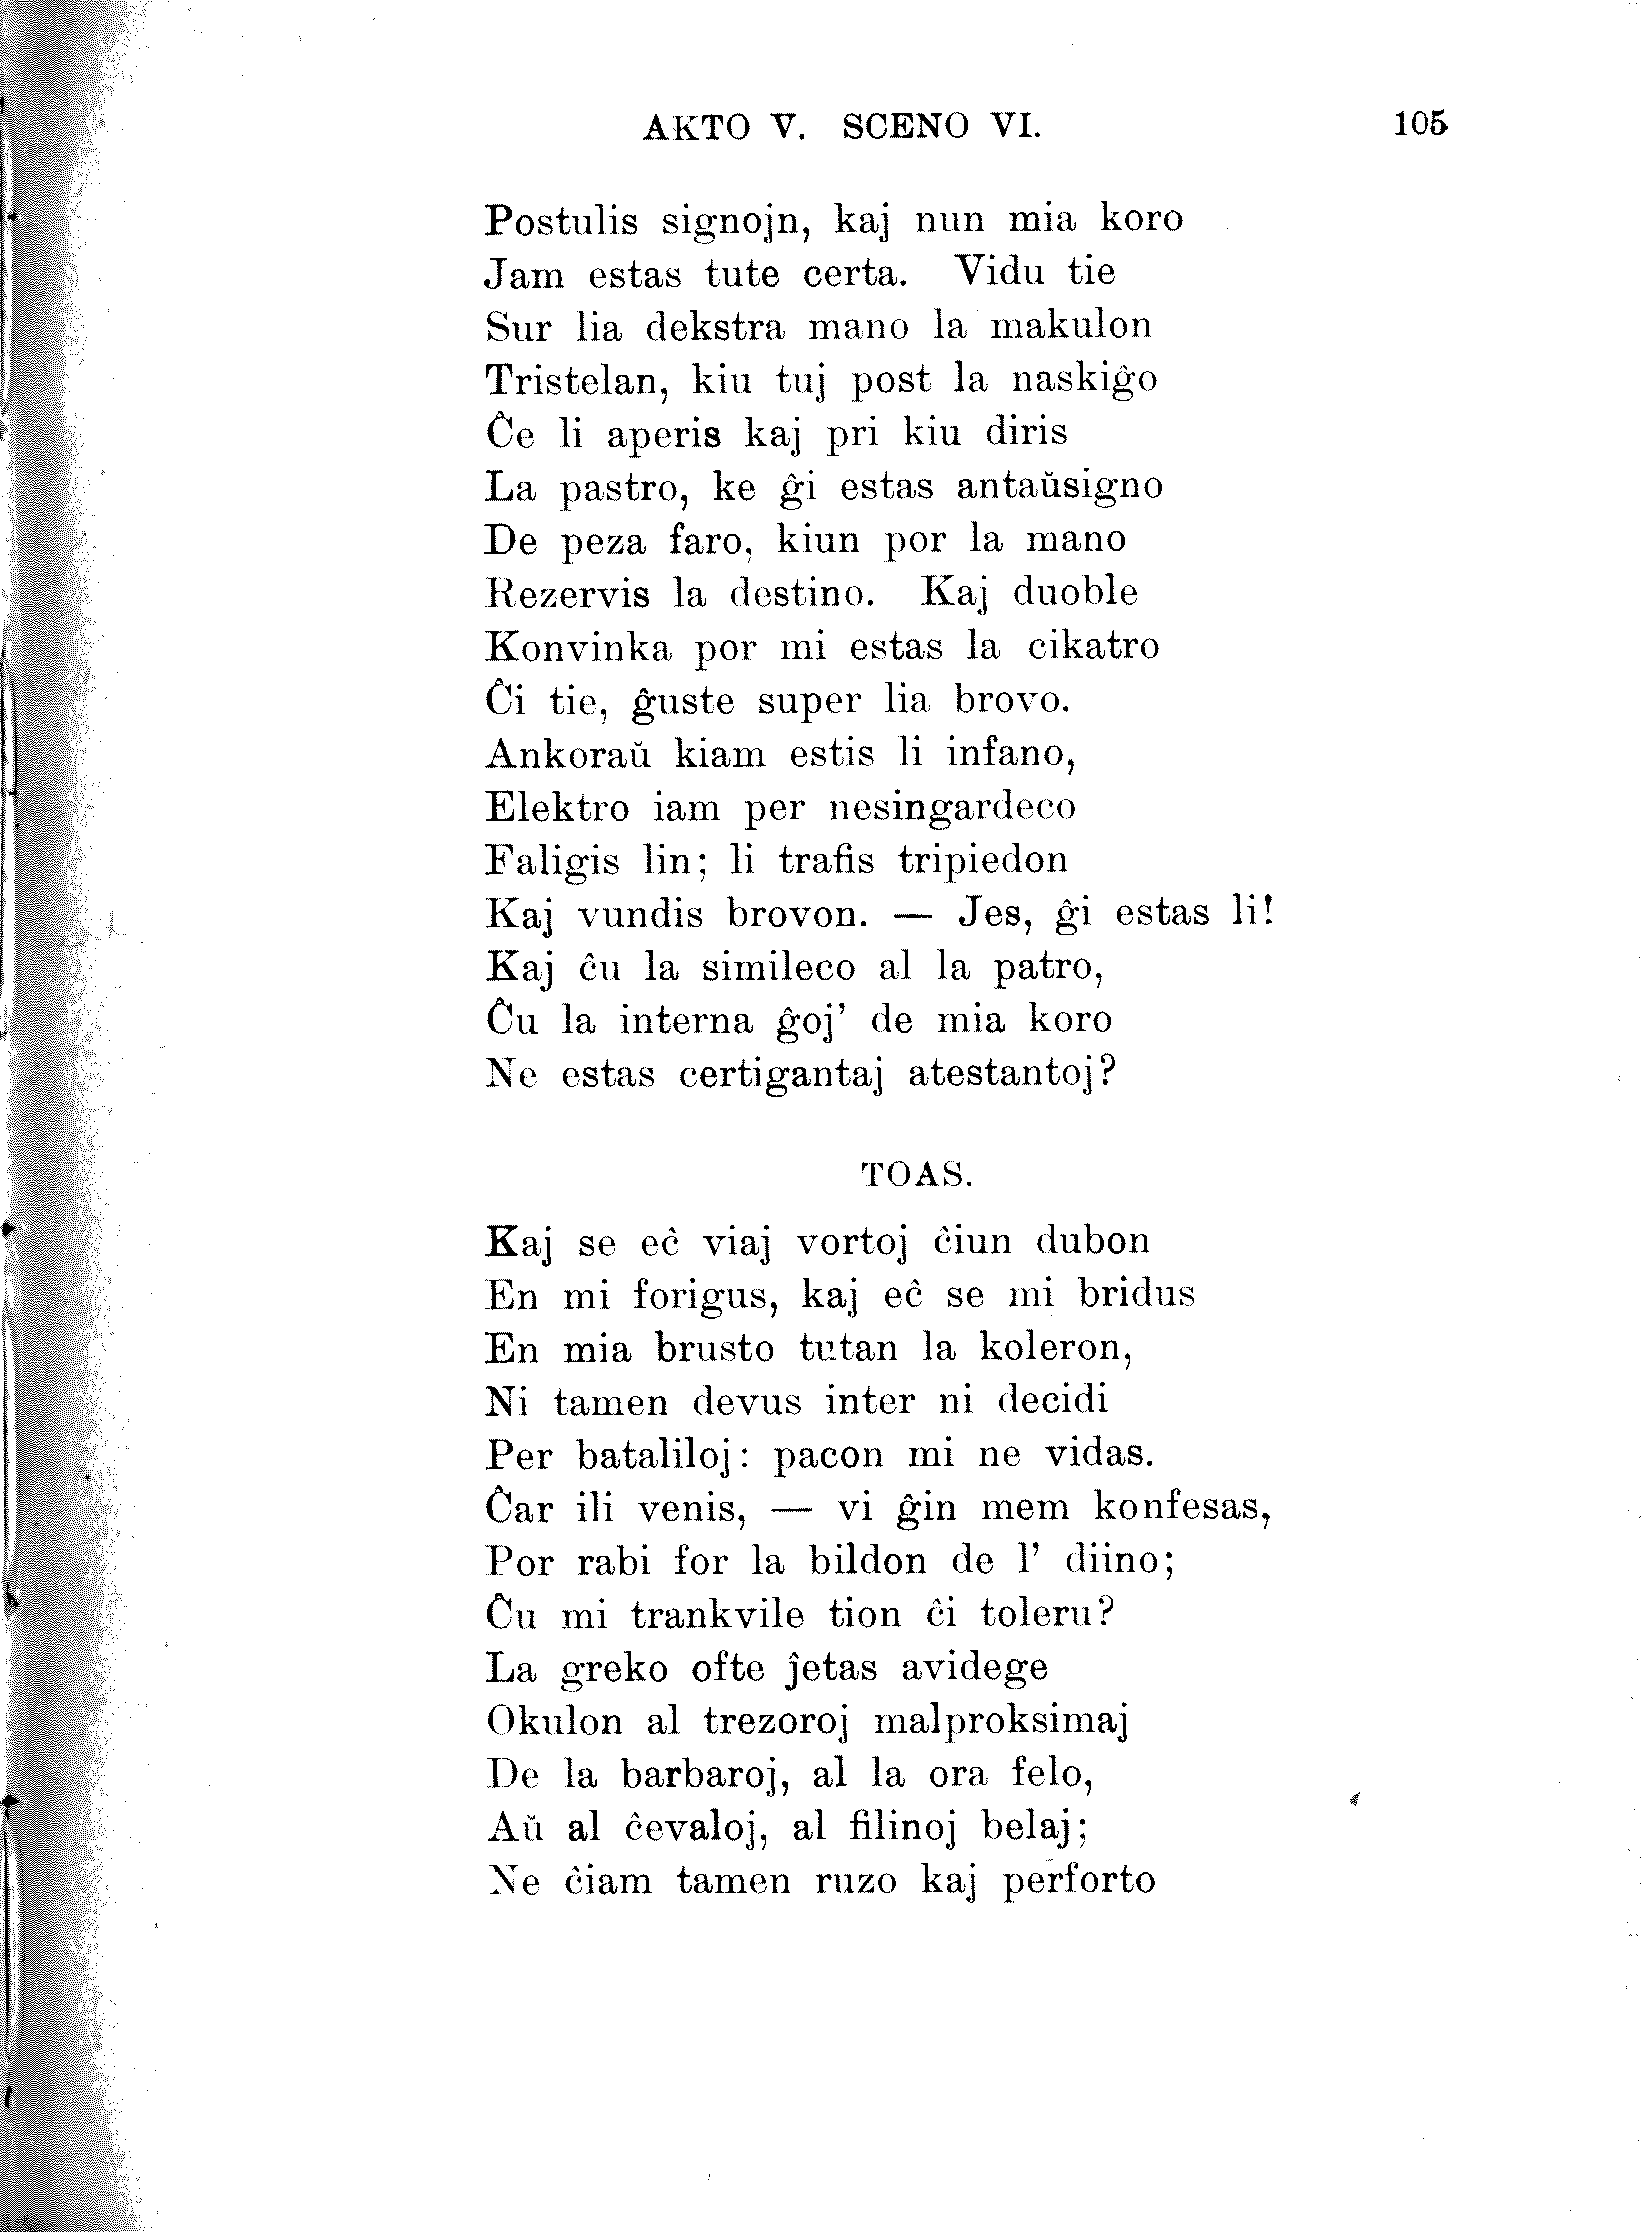 AKTO V. SCENO VI. 105
Postulis signojn, kaj nun mia koro
Jam estas tute certa. Vidu tie
Sur lia dekstra mano la makulon
Tristelan, kiu tuj post la naskiĝo
Ĉe li aperis kaj pri kiu diris
La pastro, ke ĝi estas antaŭsigno
De peza faro, kiun por la mano
Rezervis la destino. Kaj duoble
Konvinka por mi estas la cikatro
Ĉi tie, ĝuste super lia brovo.
Ankoraŭ kiam estis li infano,
Elektro iam per nesingardeco
Faligis lin; li trafis tripiedon
Kaj vundis brovon. — Jes, ĝi estas li!
Kaj ĉu la simileco al la patro,
Ĉu la interna ĝoj' de mia koro
Ne estas certigantaj atestantoj?
TOAS.
Kaj se eĉ viaj vortoj ĉiun dubon
En mi forigus, kaj eĉ se mi bridus
En mia brusto tutan la koleron,
Ni tamen devus inter ni decidi
Per bataliloj: pacon mi ne vidas.
Ĉar ili venis, — vi ĝin mem konfesas,
Por rabi for la bildon de l' diino;
Ĉu mi trankvile tion ĉi toleru?
La greko ofte ĵetas avidege
Okulon al trezoroj malproksimaj
De la barbaroj, al la ora felo,
Aŭ al ĉevaloj, al filinoj belaj;
Ne ĉiam tamen ruzo kaj perforto